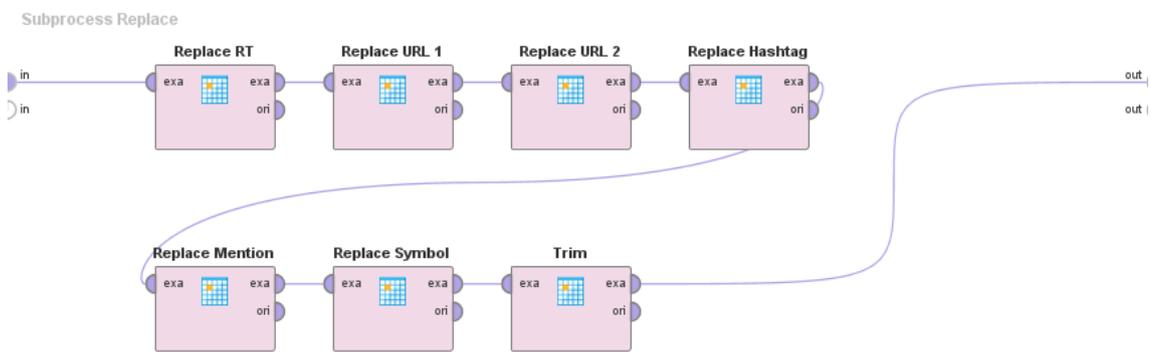 Subprocess Replace
Replace RT Replace URL 1 Replace URL 2 Replace Hashtag
in exa exa exa exa exa exa exa exa out
in ori ori ori ori out
Replace Mention Replace Symbol Trim
exa exa exa exa exa exa
ori ori ori